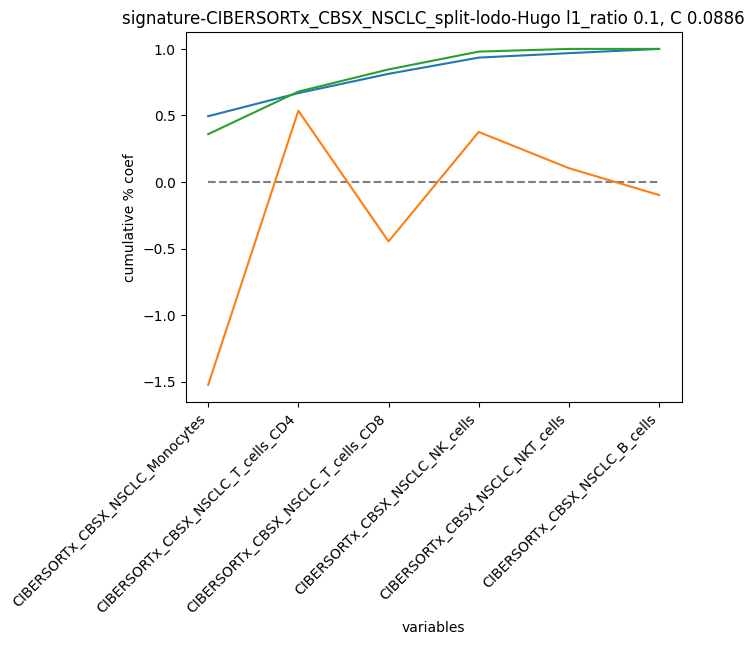 signature-CIBERSORTx_CBSX_NSCLC_split-lodo-Hugo l1_ratio 0.1, C 0.0886
1.0
0.5
0.0
−0.5
−1.0
−1.5
cumulative % coef
CIBERSORTx_CBSX_NSCLC_Monocytes
CIBERSORTx_CBSX_NSCLC_T_cells_CD4
CIBERSORTx_CBSX_NSCLC_T_cells_CD8
CIBERSORTx_CBSX_NSCLC_NK_cells
CIBERSORTx_CBSX_NSCLC_NKT_cells
CIBERSORTx_CBSX_NSCLC_B_cells
variables